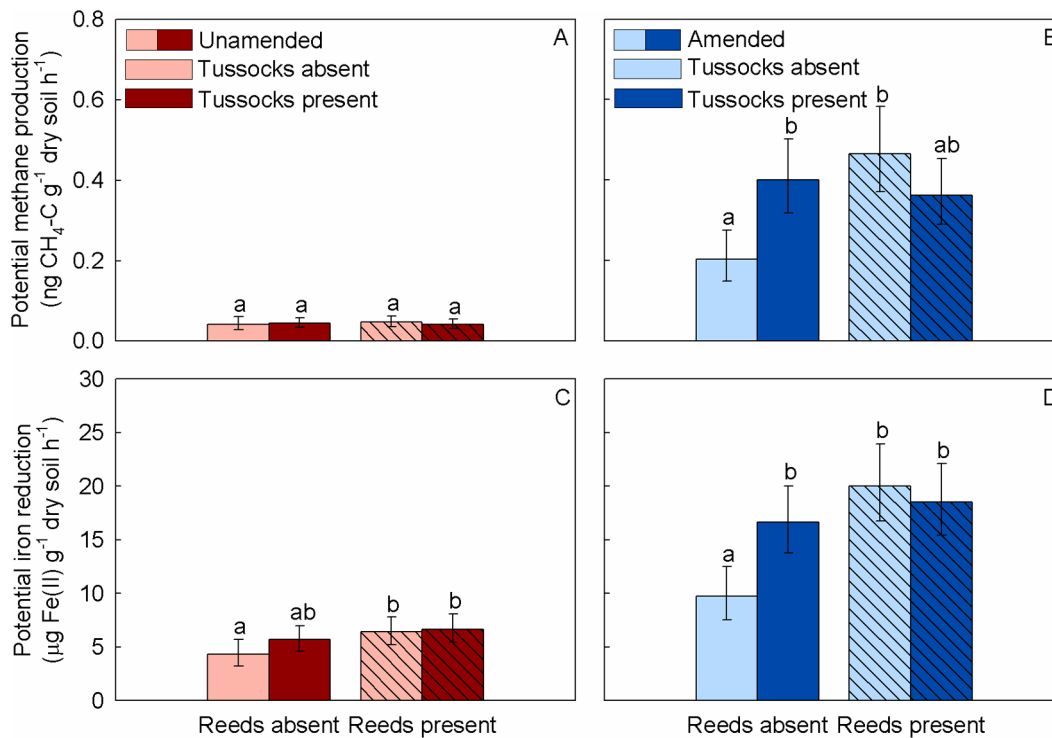 Potential methane production
(ng CH₄-C g⁻¹ dry soil h⁻¹)
0.8
0.6
0.4
0.2
0.0
Unamended
Tussocks absent
Tussocks present
A
a
a
a
a
Amended
Tussocks absent
Tussocks present
B
a
b
b
ab
Potential iron reduction
(µg Fe(II) g⁻¹ dry soil h⁻¹)
30
25
20
15
10
5
0
C
a
ab
b
b
D
a
b
b
b
Reeds absent Reeds present
Reeds absent Reeds present